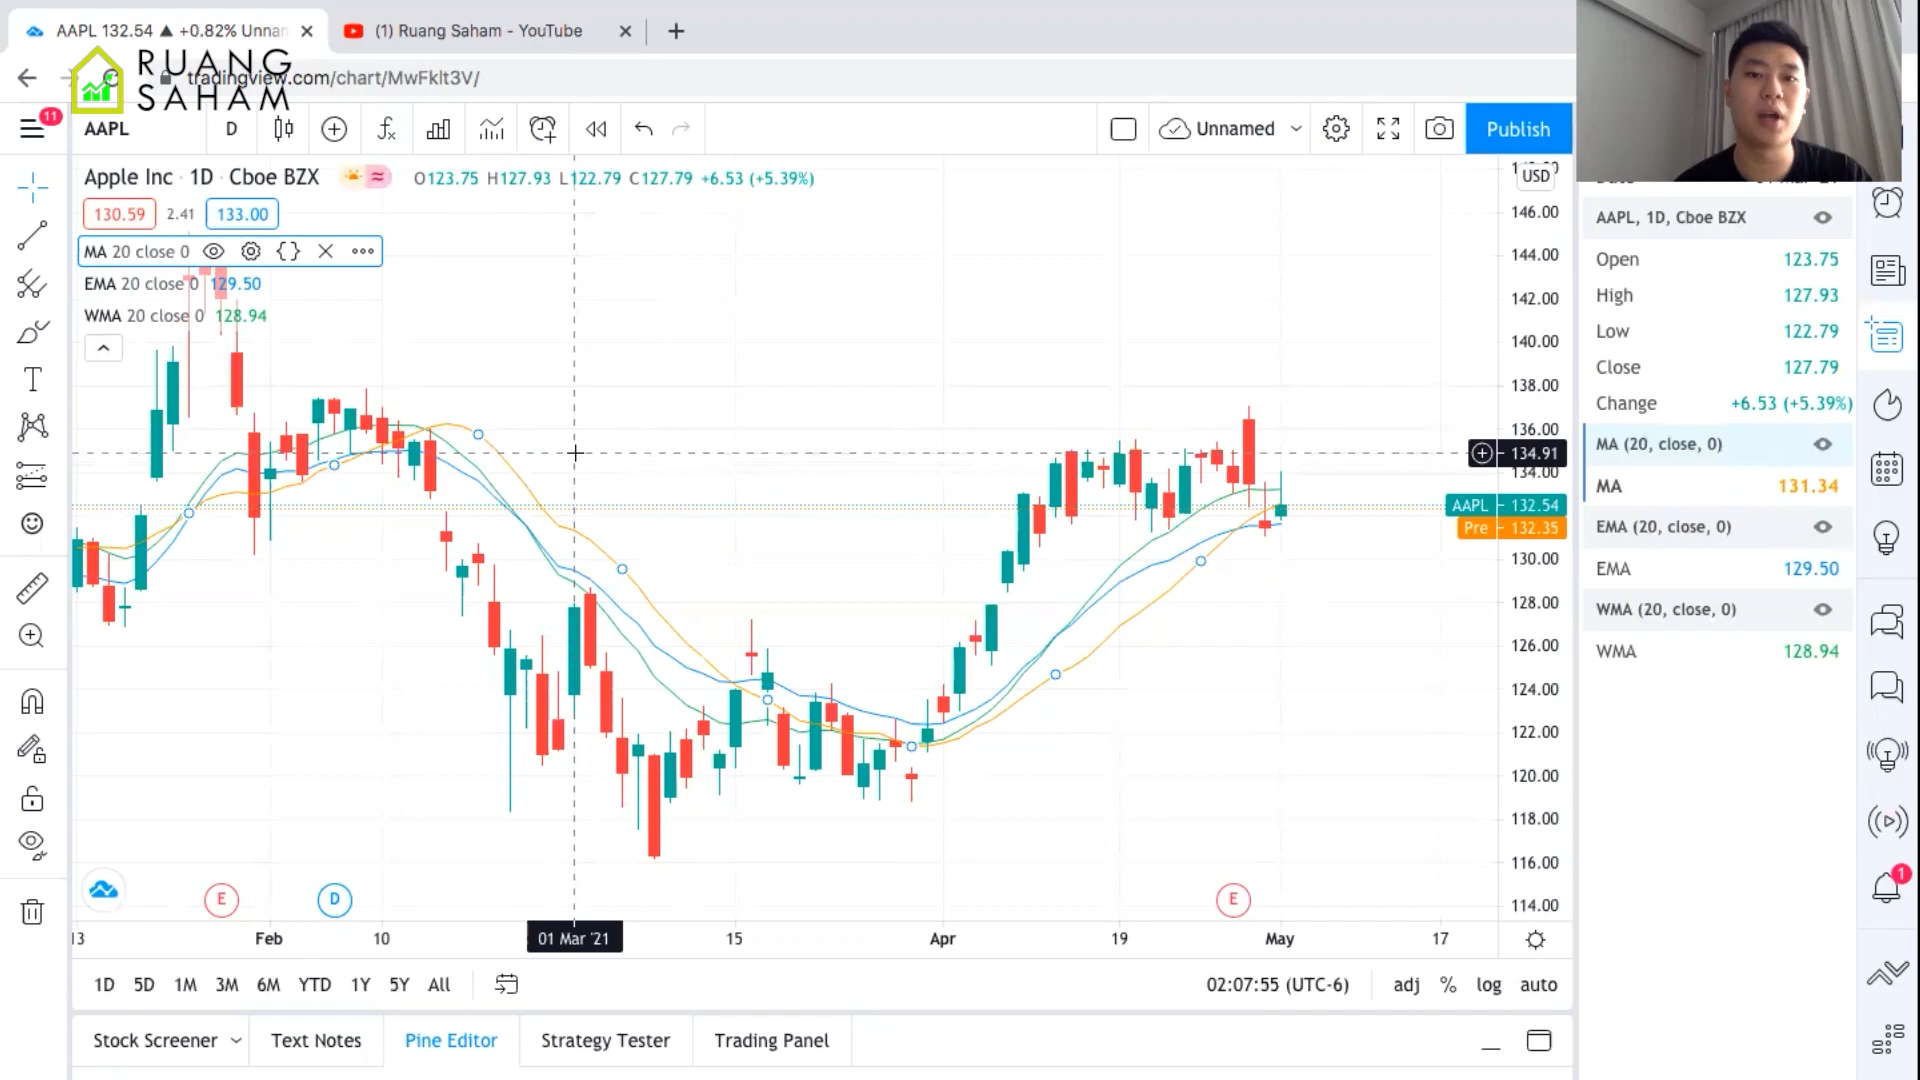 AAPL 132.54 ▲ +0.82% Unnan
(1) Ruang Saham - YouTube
RUANG
SAHAM
tradingview.com/chart/MwFklt3V/
11
AAPL
D
Unnamed
Publish
Apple Inc · 1D · Cboe BZX
O123.75 H127.93 L122.79 C127.79 +6.53 (+5.39%)
130.59 2.41 133.00
MA 20 close 0
EMA 20 close 0 129.50
WMA 20 close 0 128.94
USD
146.00
144.00
142.00
140.00
138.00
136.00
134.91
134.00
AAPL 132.54
Pre 132.35
130.00
128.00
126.00
124.00
122.00
120.00
118.00
116.00
114.00
E
D
E
13
Feb
10
01 Mar '21
15
Apr
19
May
17
1D 5D 1M 3M 6M YTD 1Y 5Y All
02:07:55 (UTC-6)
adj % log auto
Stock Screener
Text Notes
Pine Editor
Strategy Tester
Trading Panel
AAPL, 1D, Cboe BZX
Open 123.75
High 127.93
Low 122.79
Close 127.79
Change +6.53 (+5.39%)
MA (20, close, 0)
MA 131.34
EMA (20, close, 0)
EMA 129.50
WMA (20, close, 0)
WMA 128.94
1